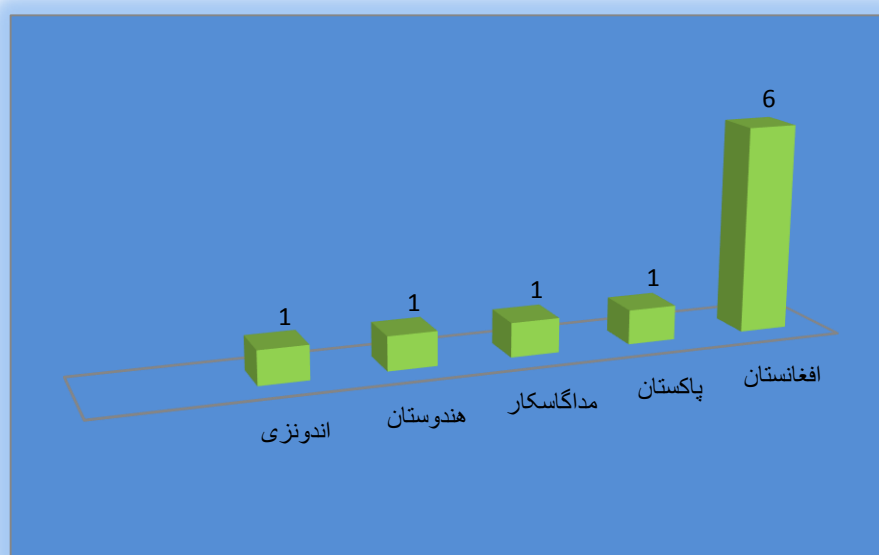 6
1
1
1
1
افغانستان
پاکستان
مداگاسکار
هندوستان
اندونزی